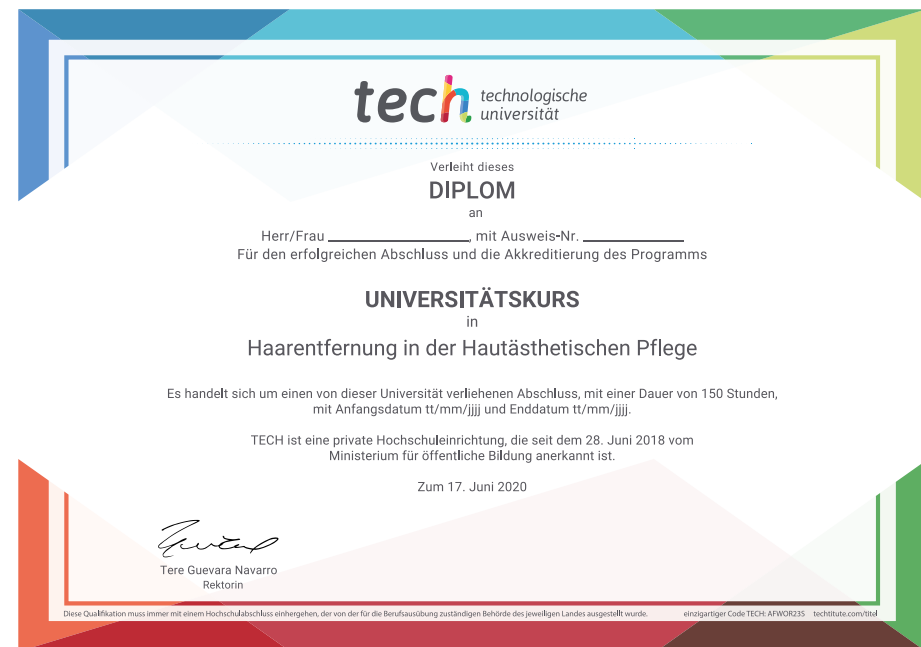 tech technologische
universität
Verleiht dieses
DIPLOM
an
Herr/Frau ____________________, mit Ausweis-Nr. ______________
Für den erfolgreichen Abschluss und die Akkreditierung des Programms
UNIVERSITÄTSKURS
in
Haarentfernung in der Hautästhetischen Pflege
Es handelt sich um einen von dieser Universität verliehenen Abschluss, mit einer Dauer von 150 Stunden,
mit Anfangsdatum tt/mm/jjjj und Enddatum tt/mm/jjjj.
TECH ist eine private Hochschuleinrichtung, die seit dem 28. Juni 2018 vom
Ministerium für öffentliche Bildung anerkannt ist.
Zum 17. Juni 2020
Tere Guevara Navarro
Rektorin
Diese Qualifikation muss immer mit einem Hochschulabschluss einhergehen, der von der für die Berufsausübung zuständigen Behörde des jeweiligen Landes ausgestellt wurde. einzigartiger Code TECH: AFWOR23S techtitute.com/titel